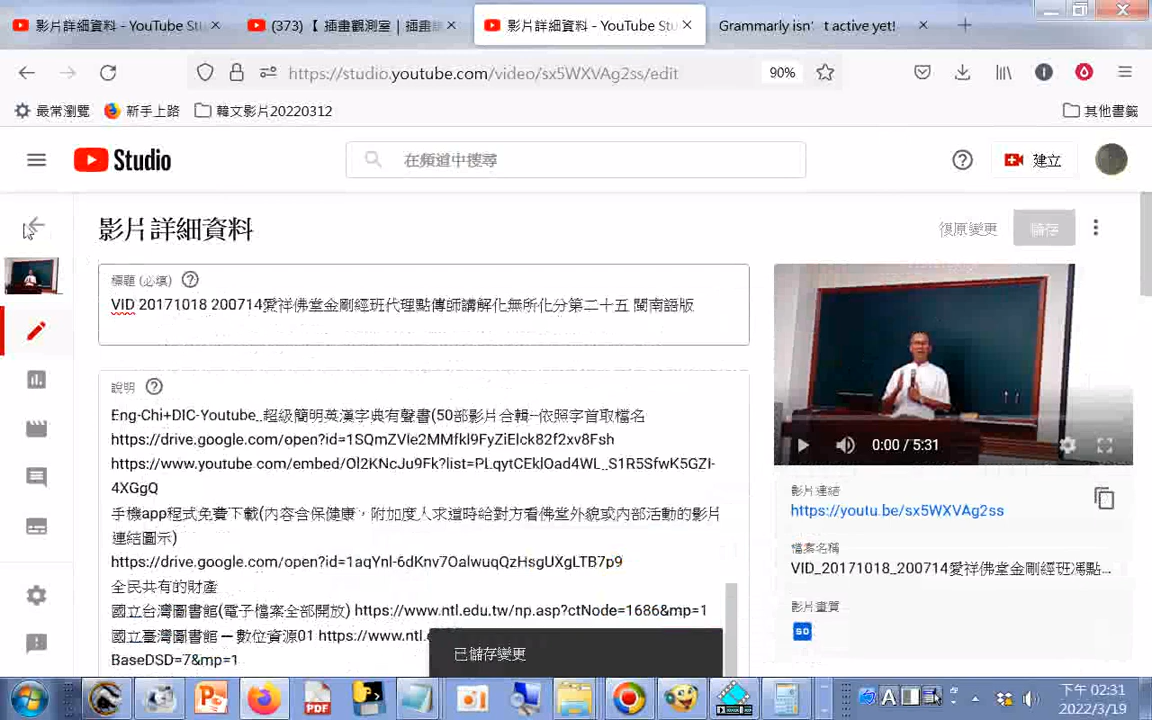 影片詳細資料 - YouTube Stu
(373)【 插畫觀測室 | 插畫
影片詳細資料 - YouTube Stu
Grammarly isn't active yet!
https://studio.youtube.com/video/sx5WXVAg2ss/edit
90%
最常瀏覽
新手上路
韓文影片20220312
其他書籤
Studio
在頻道中搜尋
建立
影片詳細資料
復原變更
儲存
標題 (必填)
VID 20171018 200714愛祥佛堂金剛經班代理點傳師講解化無所化分第二十五 閩南語版
說明
Eng-Chi+DIC-Youtube_超級簡明英漢字典有聲書(50部影片合輯–依照字首取檔名
https://drive.google.com/open?id=1SQmZVIe2MMfkl9FyZiElck82f2xv8Fsh
https://www.youtube.com/embed/Ol2KNcJu9Fk?list=PLqytCEklOad4WL_S1R5SfwK5GZI-
4XGgQ
手機app程式免費下載(內容含保健康，附加度人求道時給對方看佛堂外貌或內部活動的影片
連結圖示)
https://drive.google.com/open?id=1aqYnl-6dKnv7OalwuqQzHsgUXgLTB7p9
全民共有的財產
國立台灣圖書館(電子檔案全部開放) https://www.ntl.edu.tw/np.asp?ctNode=1686&mp=1
國立臺灣圖書館 ─ 數位資源01 https://www.ntl.e
BaseDSD=7&mp=1
已儲存變更
0:00 / 5:31
影片連結
https://youtu.be/sx5WXVAg2ss
檔案名稱
VID_20171018_200714愛祥佛堂金剛經班馮點...
影片畫質
SD
下午 02:31
2022/3/19